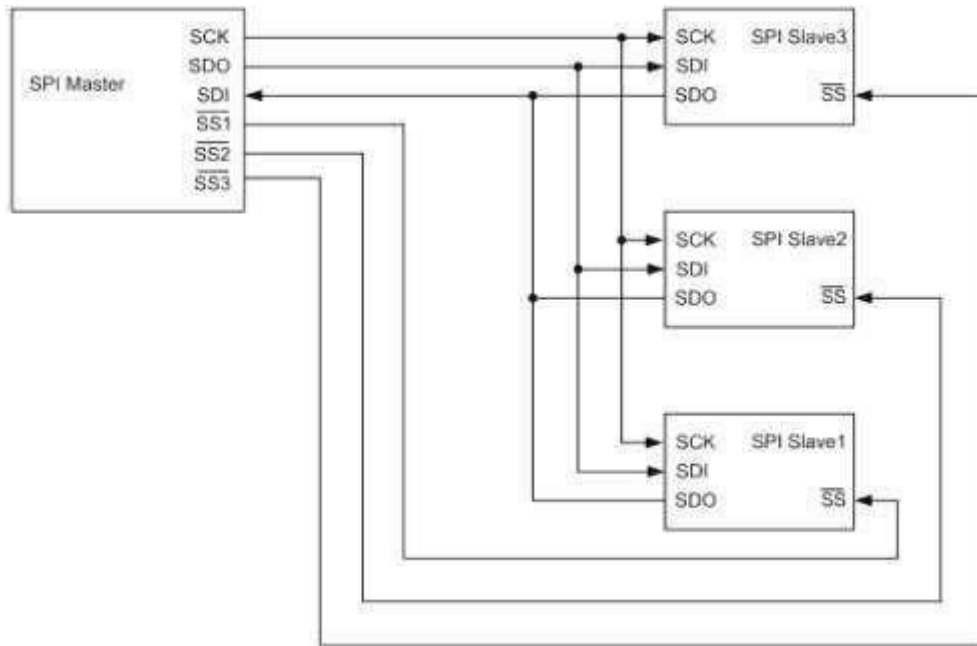 SPI Master
SCK
SDO
SDI
SS1
SS2
SS3
SCK SPI Slave3
SDI
SDO SS
SCK SPI Slave2
SDI
SDO SS
SCK SPI Slave1
SDI
SDO SS